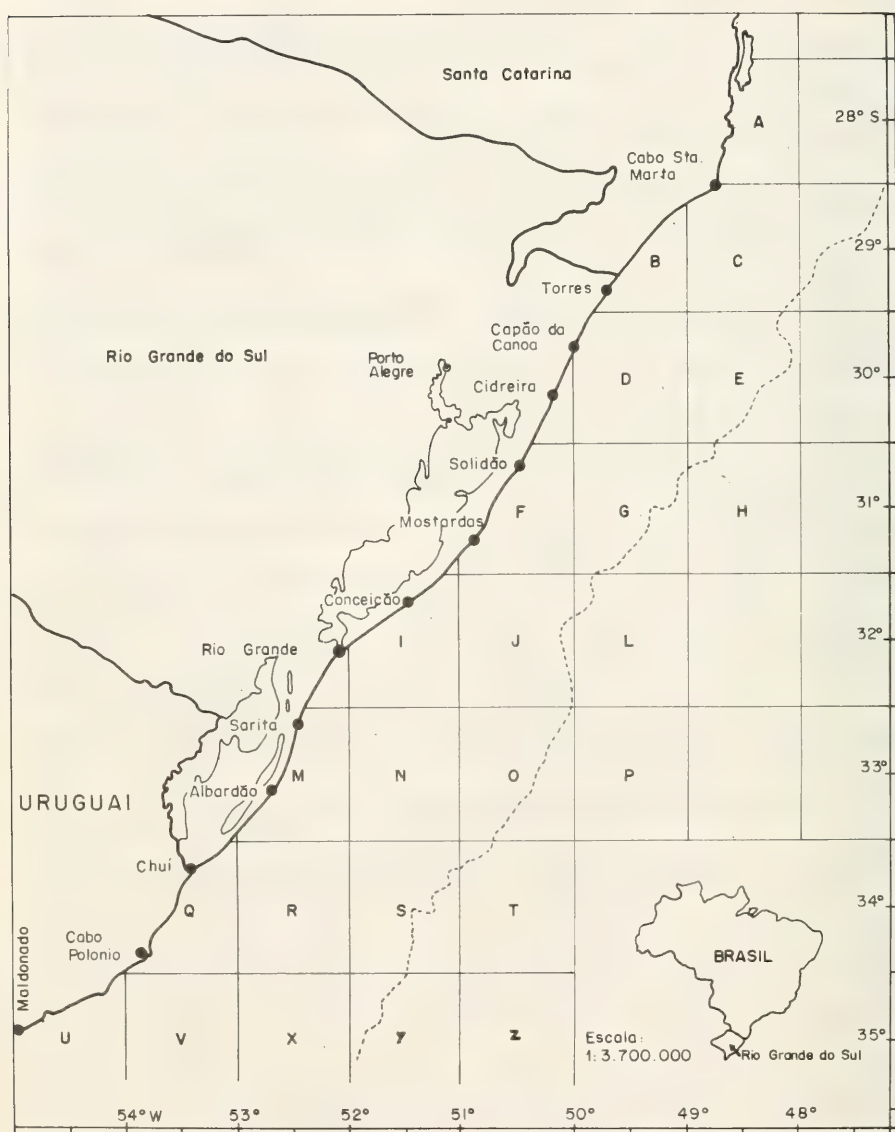 Santa Catarina
A
28° S
Cabo Sta.
Marta
29°
B
C
Torres
Capão da
Canoa
Rio Grande do Sul
Porto
Alegre
Cidreira
D
E
30°
Solidão
F
G
H
31°
Mostardas
Conceição
Rio Grande
I
J
L
32°
Sarita
Albardão
M
N
O
P
33°
URUGUAI
Chuí
Q
R
S
T
34°
Cabo
Polonio
BRASIL
Maldonado
U
V
X
Y
Z
Escala:
1:3.700.000
Rio Grande do Sul
35°
54° W
53°
52°
51°
50°
49°
48°